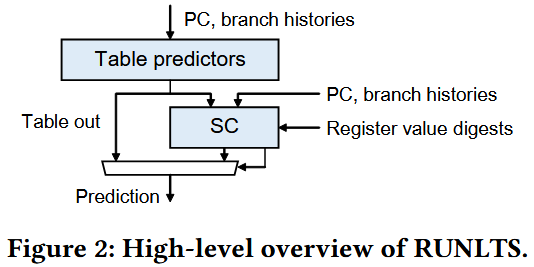 PC, branch histories
Table predictors
PC, branch histories
Table out
SC
Register value digests
Prediction
Figure 2: High-level overview of RUNLTS.